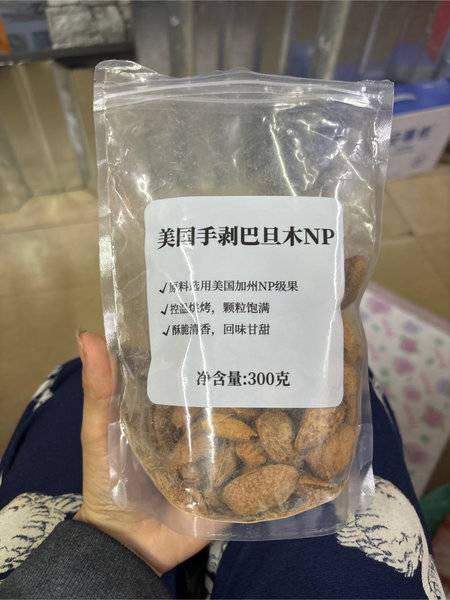 美国手剥巴旦木NP
✓原料选用美国加州NP级果
✓控温烘烤，颗粒饱满
✓酥脆清香，回味甘甜
净含量:300克